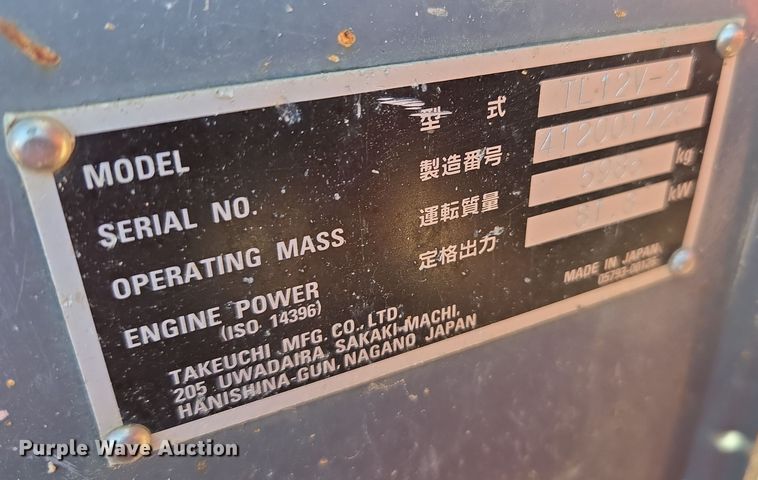 MODEL 型 式 TL12V-2
SERIAL NO. 製造番号
OPERATING MASS 運転質量 kg
ENGINE POWER 定格出力 kW
(ISO 14396)
TAKEUCHI MFG. CO., LTD.
205 UWADAIRA, SAKAKI-MACHI,
HANISHINA-GUN, NAGANO JAPAN
MADE IN JAPAN
Purple Wave Auction